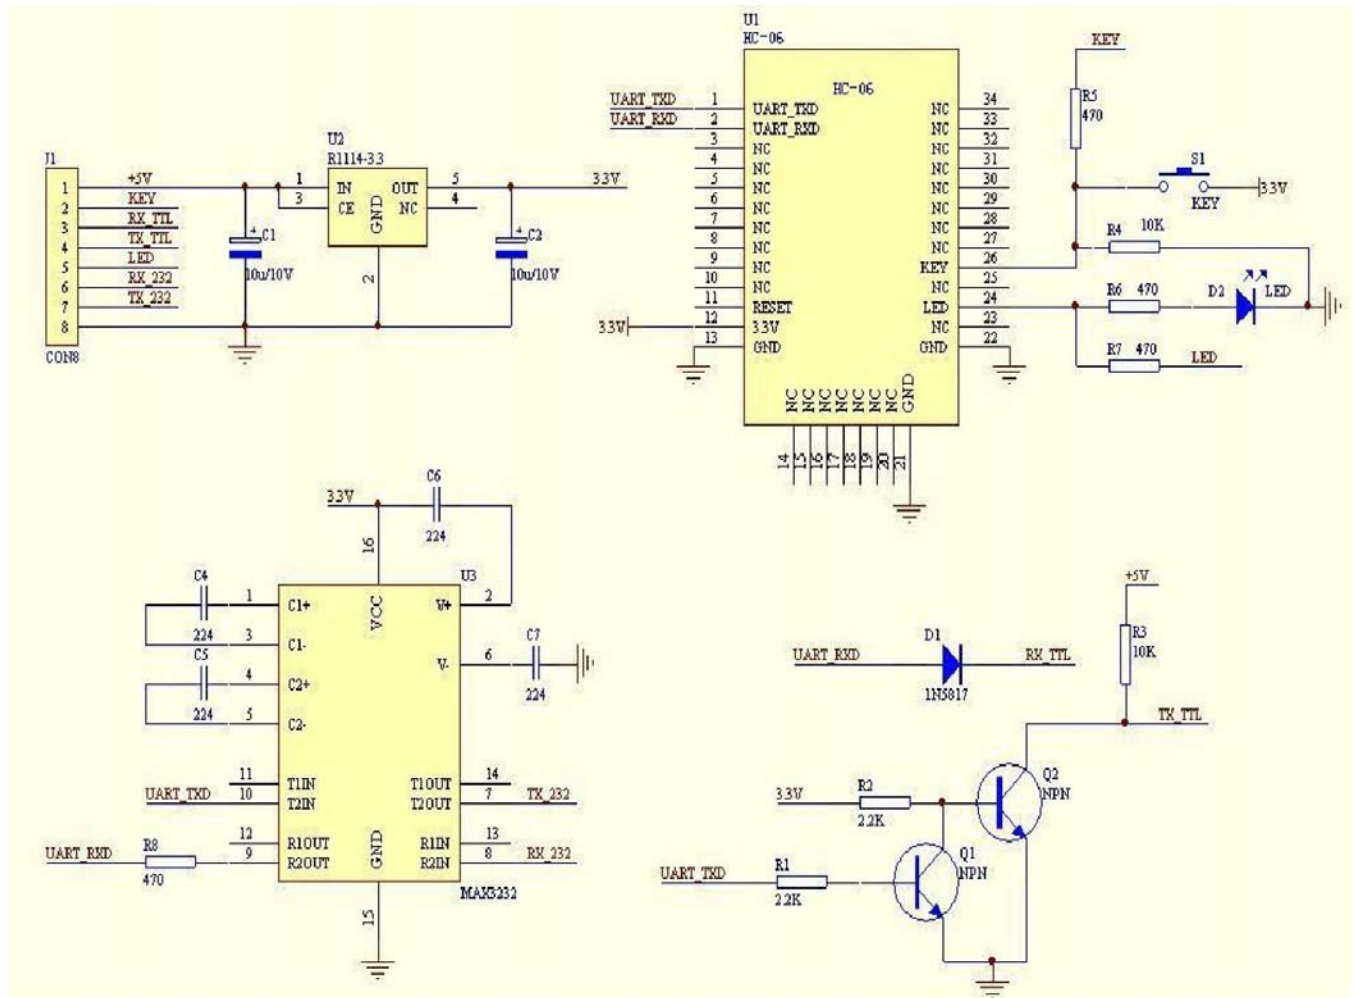 U1
HC-06
HC-06
UART_TXD 1 UART_TXD NC 34
UART_RXD 2 UART_RXD NC 33
3 NC NC 32
4 NC NC 31
5 NC NC 30
6 NC NC 29
7 NC NC 28
8 NC NC 27
9 NC KEY 26
10 NC NC 25
11 RESET LED 24
3.3V 12 3.3V NC 23
13 GND GND 22
NC NC NC NC NC NC NC GND
14 15 16 17 18 19 20 21
KEY
R5
470
S1
KEY
3.3V
R4 10K
R6 470 D2 LED
R7 470 LED
J1
1 +5V
2 KEY
3 RX_TTL
4 TX_TTL
5 LED
6 RX_232
7 TX_232
8
CON8
U2
R1114-3.3
1 IN OUT 5 3.3V
3 CE NC 4
GND
2
C1
10u/10V
C2
10u/10V
3.3V
C6
224
16
U3
VCC
C4
224
1 C1+
3 C1-
C5
224
4 C2+
5 C2-
V+ 2
V- 6
C7
224
11 T1IN T1OUT 14
UART_TXD 10 T2IN T2OUT 7 TX_232
12 R1OUT R1IN 13
UART_RXD R8 9 R2OUT R2IN 8 RX_232
470
GND
MAX3232
15
+5V
R3
10K
UART_RXD D1 RX_TTL
1N5817
TX_TTL
Q2
NPN
3.3V R2
2.2K
Q1
NPN
UART_TXD R1
2.2K